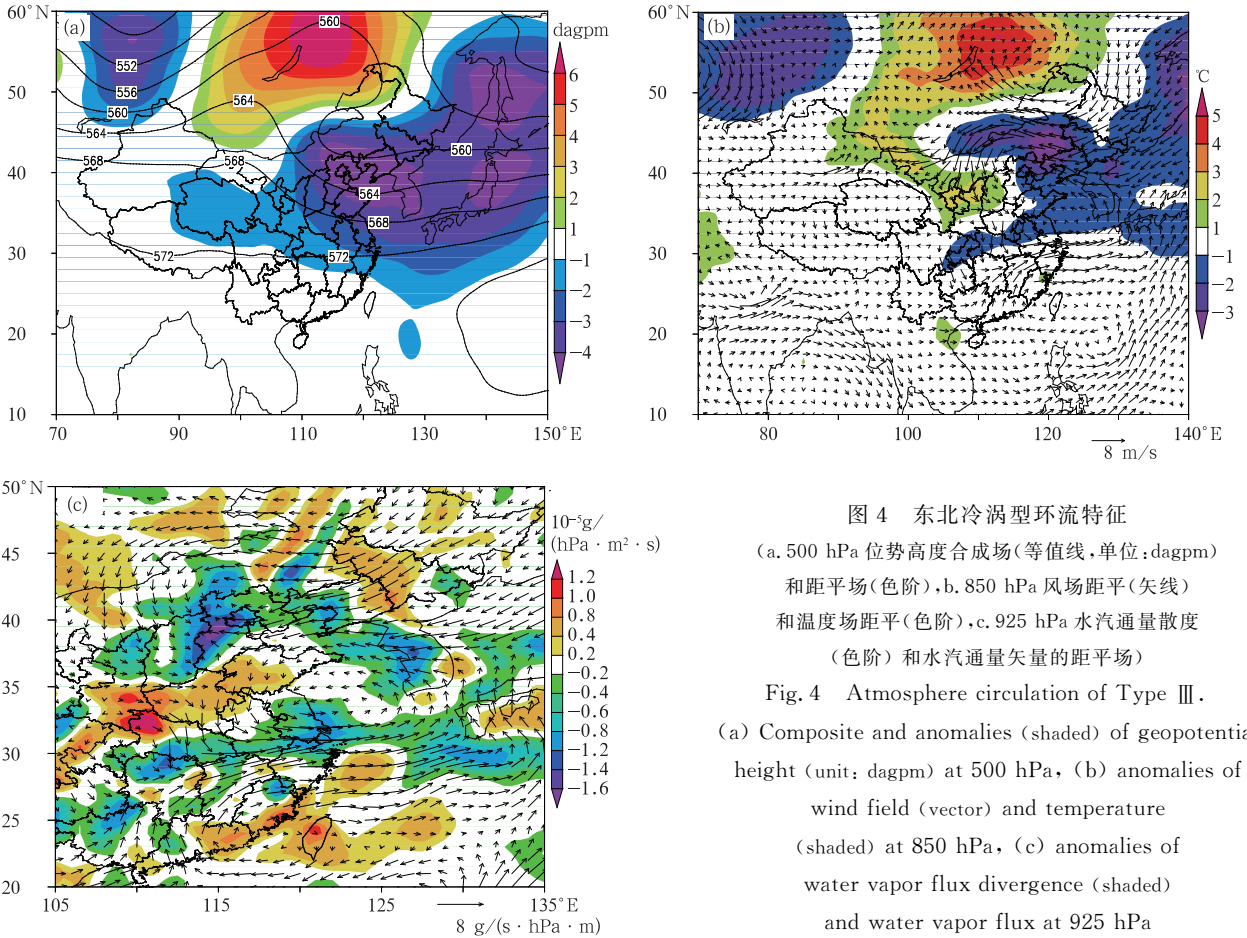 (a)
60°N
50
40
30
20
10
70
90
110
130
150°E
552
556
560
564
568
560
564
568
560
564
568
572
572
dagpm
6
5
4
3
2
1
−1
−2
−3
−4
(b)
60°N
50
40
30
20
10
80
100
120
140°E
8 m/s
℃
5
4
3
2
1
−1
−2
−3
(c)
50°N
45
40
35
30
25
20
105
115
125
135°E
8 g/(s · hPa · m)
10⁻⁵g/
(hPa · m² · s)
1.2
1.0
0.8
0.4
0.2
−0.2
−0.4
−0.6
−0.8
−1.2
−1.4
−1.6
图 4 东北冷涡型环流特征
(a.500 hPa 位势高度合成场(等值线,单位:dagpm)
和距平场(色阶),b.850 hPa 风场距平(矢线)
和温度场距平(色阶),c.925 hPa 水汽通量散度
(色阶) 和水汽通量矢量的距平场)
Fig.4 Atmosphere circulation of Type Ⅲ.
(a) Composite and anomalies (shaded) of geopotentia
height (unit: dagpm) at 500 hPa, (b) anomalies of
wind field (vector) and temperature
(shaded) at 850 hPa, (c) anomalies of
water vapor flux divergence (shaded)
and water vapor flux at 925 hPa